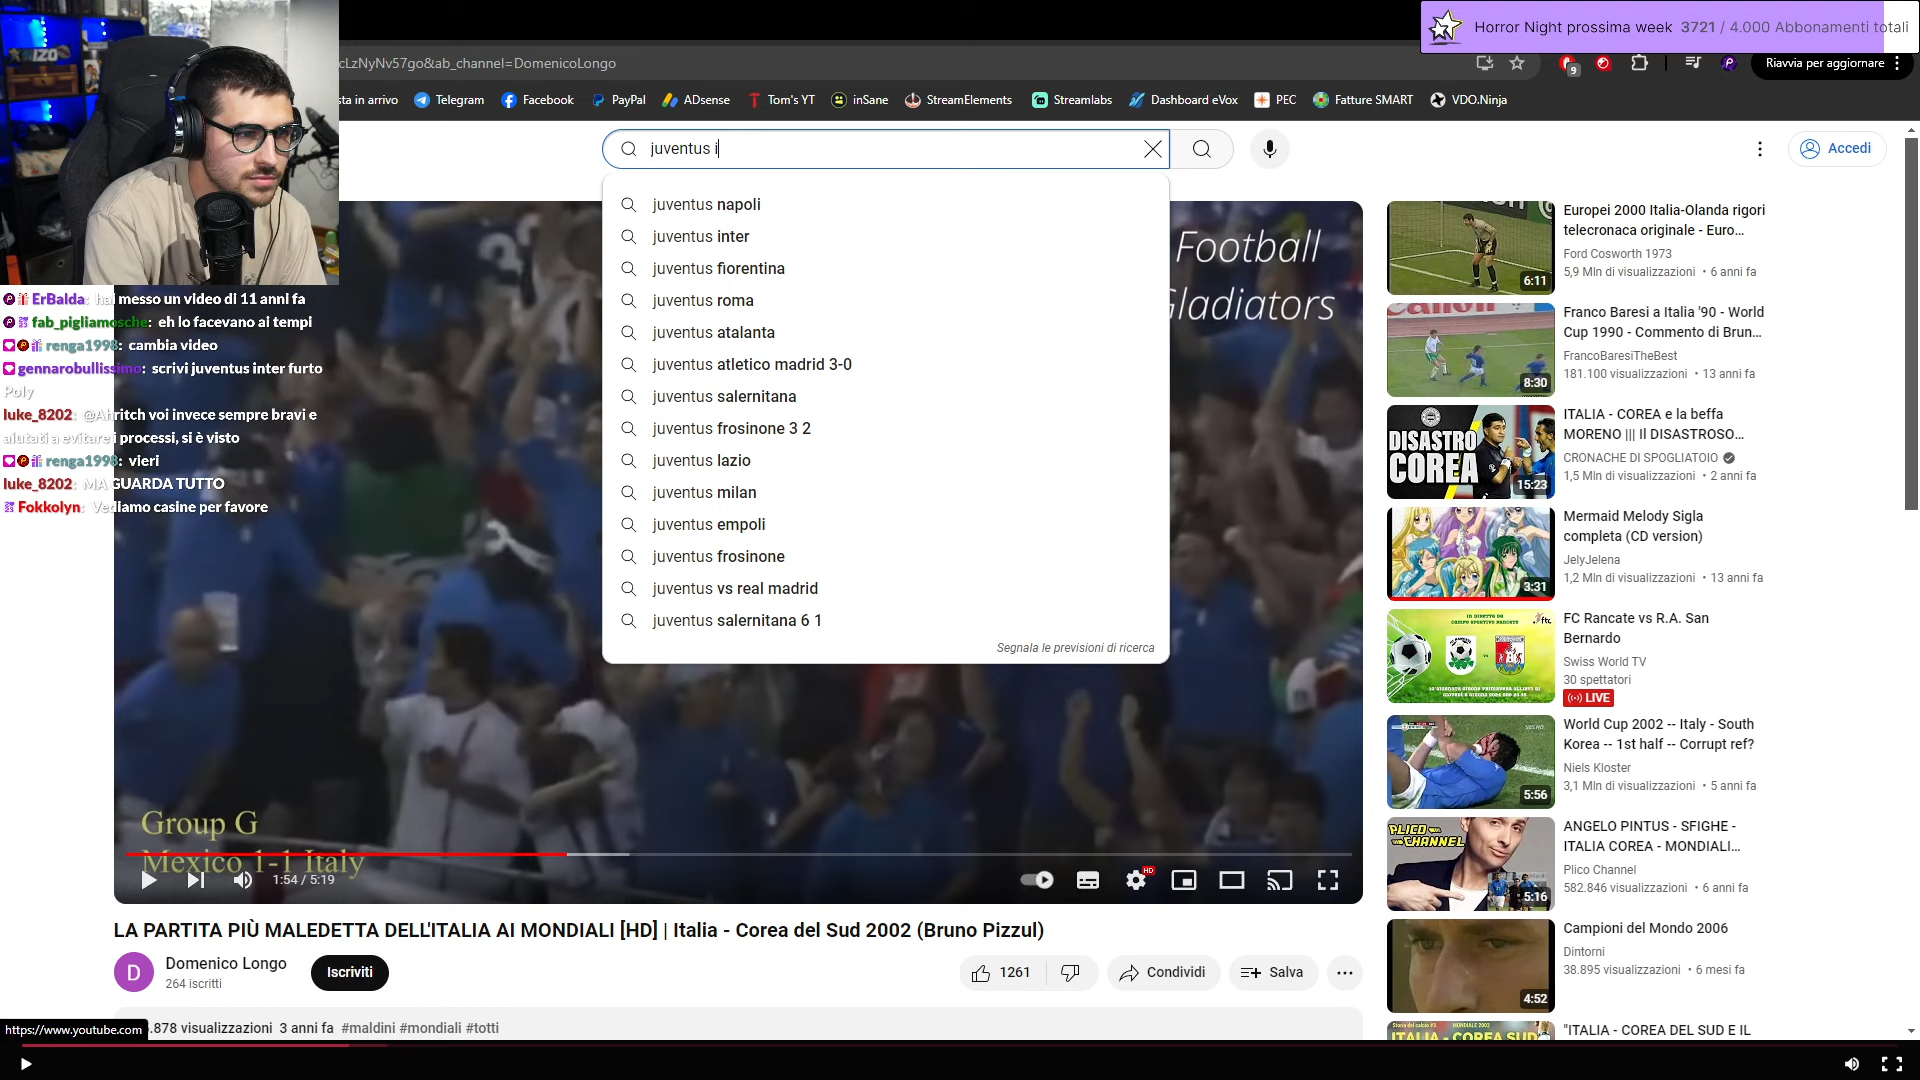 Horror Night prossima week 3721 / 4.000 Abbonamenti totali
cLzNyNv57go&ab_channel=DomenicoLongo
9
Riavvia per aggiornare
sta in arrivo
Telegram
Facebook
PayPal
ADsense
Tom's YT
inSane
StreamElements
Streamlabs
Dashboard eVox
PEC
Fatture SMART
VDO.Ninja
juventus i
Accedi
juventus napoli
juventus inter
juventus fiorentina
juventus roma
juventus atalanta
juventus atletico madrid 3-0
juventus salernitana
juventus frosinone 3 2
juventus lazio
juventus milan
juventus empoli
juventus frosinone
juventus vs real madrid
juventus salernitana 6 1
Segnala le previsioni di ricerca
ErBalda: hai messo un video di 11 anni fa
fab_pigliamosche: eh lo facevano ai tempi
renga1998: cambia video
gennarobullissimo: scrivi juventus inter furto
Poly
luke_8202: @Ahritch voi invece sempre bravi e
aiutati a evitare i processi, si è visto
renga1998: vieri
luke_8202: MA GUARDA TUTTO
Fokkolyn: Vediamo casine per favore
Football
Gladiators
Group G
Mexico 1-1 Italy
1:54 / 5:19
HD
LA PARTITA PIÙ MALEDETTA DELL'ITALIA AI MONDIALI [HD] | Italia - Corea del Sud 2002 (Bruno Pizzul)
D
Domenico Longo
264 iscritti
Iscriviti
1261
Condividi
Salva
.878 visualizzazioni 3 anni fa #maldini #mondiali #totti
https://www.youtube.com
6:11
Europei 2000 Italia-Olanda rigori
telecronaca originale - Euro...
Ford Cosworth 1973
5,9 Mln di visualizzazioni • 6 anni fa
8:30
Franco Baresi a Italia '90 - World
Cup 1990 - Commento di Brun...
FrancoBaresiTheBest
181.100 visualizzazioni • 13 anni fa
DISASTRO
COREA
15:23
ITALIA - COREA e la beffa
MORENO ||| Il DISASTROSO...
CRONACHE DI SPOGLIATOIO
1,5 Mln di visualizzazioni • 2 anni fa
3:31
Mermaid Melody Sigla
completa (CD version)
JelyJelena
1,2 Mln di visualizzazioni • 13 anni fa
FC Rancate vs R.A. San
Bernardo
Swiss World TV
30 spettatori
LIVE
5:56
World Cup 2002 -- Italy - South
Korea -- 1st half -- Corrupt ref?
Niels Kloster
3,1 Mln di visualizzazioni • 5 anni fa
PLICO
CHANNEL
5:16
ANGELO PINTUS - SFIGHE -
ITALIA COREA - MONDIALI...
Plico Channel
582.846 visualizzazioni • 6 anni fa
4:52
Campioni del Mondo 2006
Dintorni
38.895 visualizzazioni • 6 mesi fa
ITALIA - COREA SUD
"ITALIA - COREA DEL SUD E IL